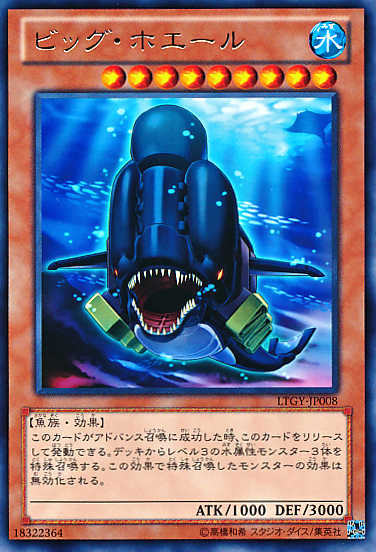 ビッグ・ホエール
水
LTGY-JP008
【魚族・効果】
このカードがアドバンス召喚に成功した時、このカードをリリース
して発動できる。デッキからレベル3の水属性モンスター3体を
特殊召喚する。この効果で特殊召喚したモンスターの効果は
無効化される。
ATK/1000 DEF/3000
18322364
©高橋和希 スタジオ・ダイス/集英社